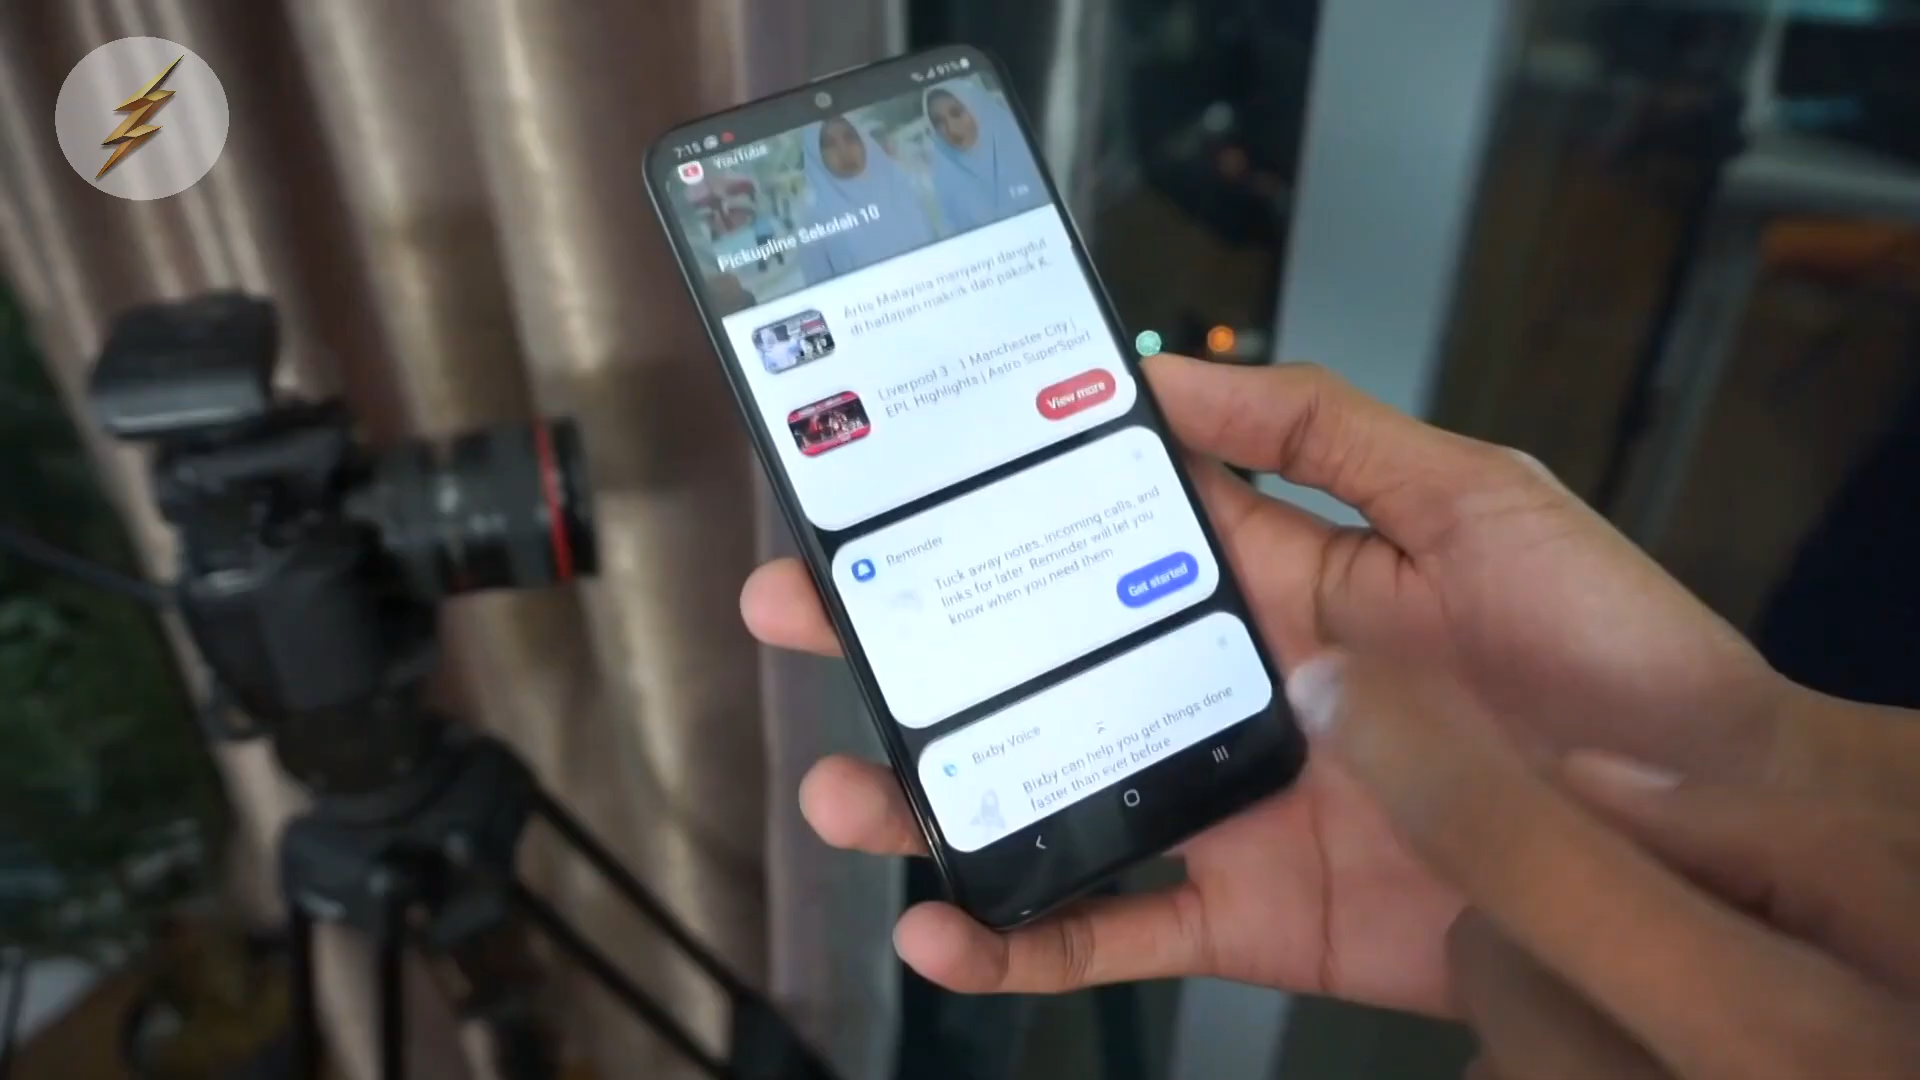 7:15
91%
YouTube
Pickupline Sekolah 10
Artis Malaysia menyanyi dangdut
di hadapan makcik dan pakcik K...
Liverpool 3 - 1 Manchester City |
EPL Highlights | Astro SuperSport
View more
Reminder
Tuck away notes, incoming calls, and
links for later. Reminder will let you
know when you need them
Get started
Bixby Voice
Bixby can help you get things done
faster than ever before